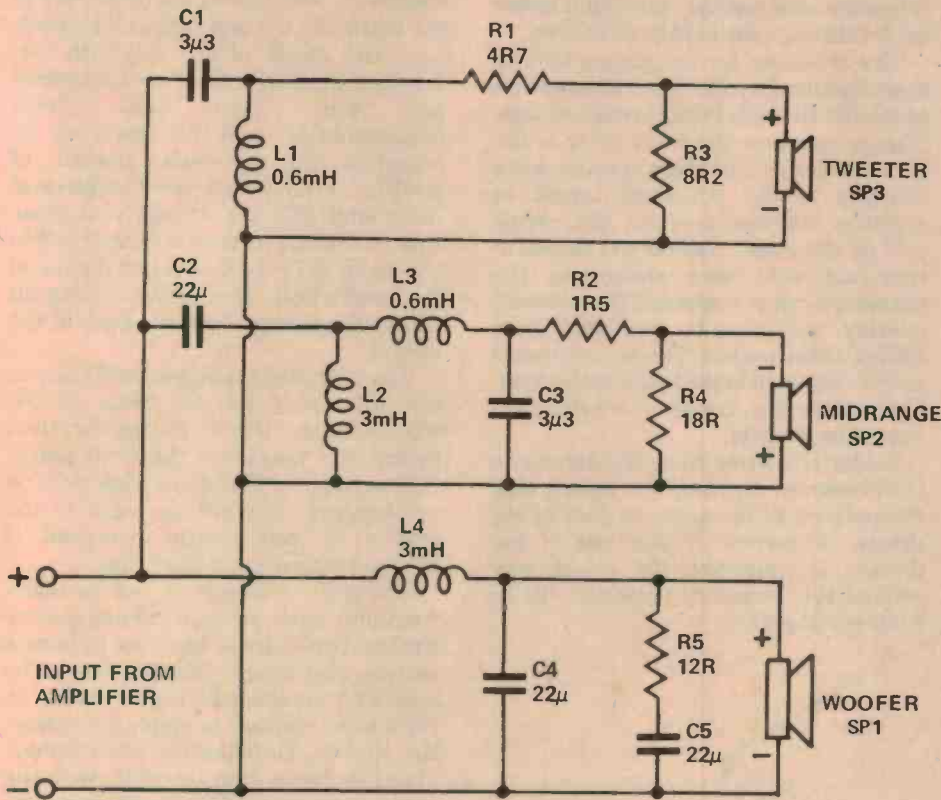 C1
3µ3
R1
4R7
L1
0.6mH
R3
8R2
+
−
TWEETER
SP3
C2
22µ
L3
0.6mH
R2
1R5
L2
3mH
C3
3µ3
R4
18R
−
+
MIDRANGE
SP2
L4
3mH
+
INPUT FROM
AMPLIFIER
−
C4
22µ
R5
12R
C5
22µ
+
−
WOOFER
SP1